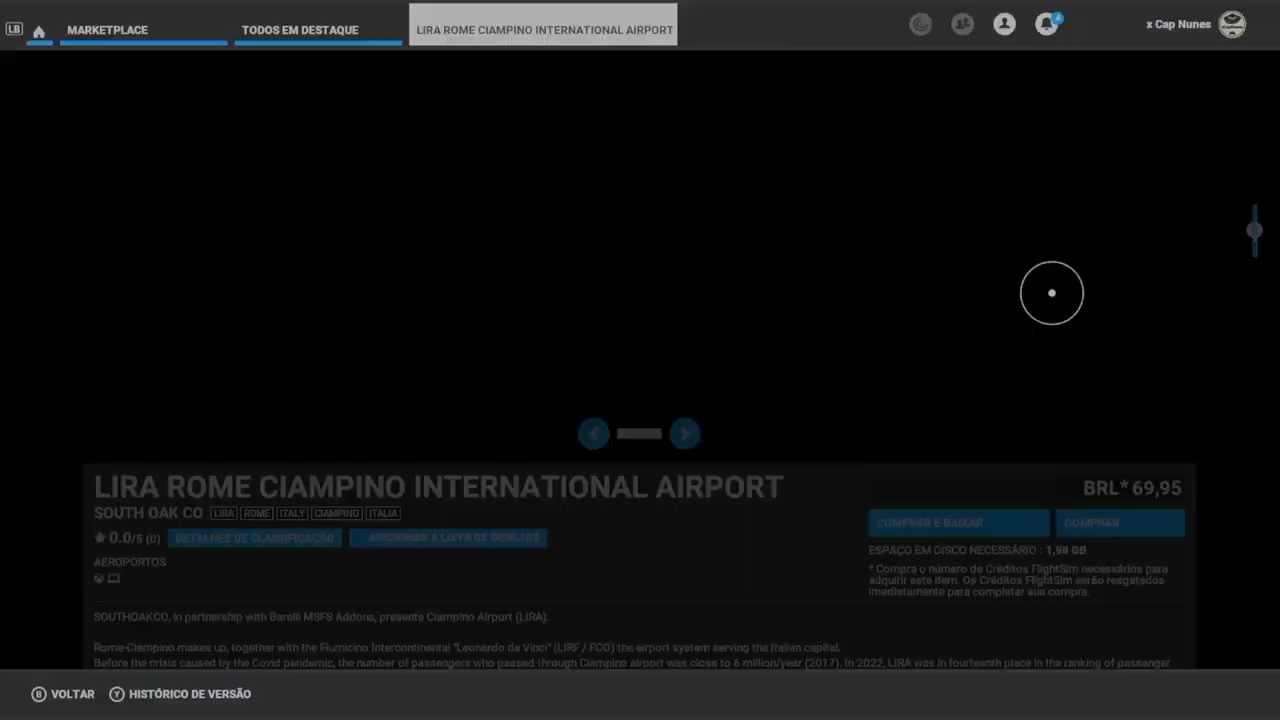 LB MARKETPLACE TODOS EM DESTAQUE LIRA ROME CIAMPINO INTERNATIONAL AIRPORT 4 x Cap Nunes
LIRA ROME CIAMPINO INTERNATIONAL AIRPORT
BRL* 69,95
SOUTH OAK CO LIRA ROME ITALY CIAMPINO ITALIA
COMPRAR E BAIXAR COMPRAR
0.0/5 (0) DETALHES DE CLASSIFICAÇÃO ADICIONAR À LISTA DE DESEJOS
ESPAÇO EM DISCO NECESSÁRIO : 1,98 GB
AEROPORTOS
* Compra o número de Créditos FlightSim necessários para
adquirir este item. Os Créditos FlightSim serão resgatados
imediatamente para completar sua compra.
SOUTHOAKCO, in partnership with Barelli MSFS Addons, presents Ciampino Airport (LIRA).
Rome-Ciampino makes up, together with the Fiumicino Intercontinental "Leonardo da Vinci" (LIRF / FCO) the airport system serving the Italian capital.
Before the crisis caused by the Covid pandemic, the number of passengers who passed through Ciampino airport was close to 6 million/year (2017). In 2022, LIRA was in fourteenth place in the ranking of passenger
B VOLTAR Y HISTÓRICO DE VERSÃO